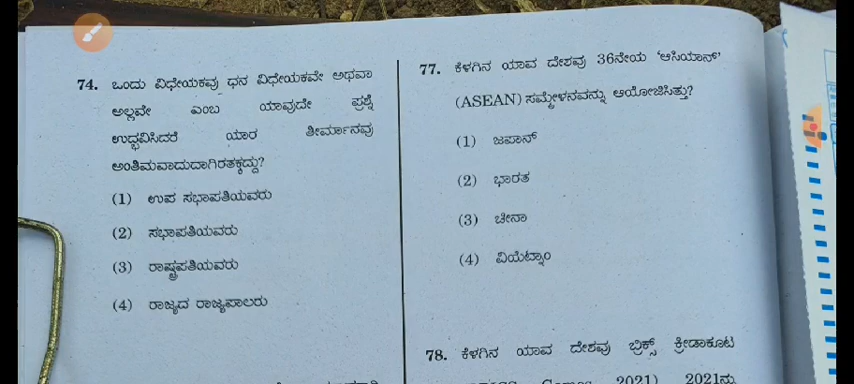 74. ಒಂದು ವಿಧೇಯಕವು ಧನ ವಿಧೇಯಕವೇ ಅಥವಾ
ಅಲ್ಲವೇ ಎಂಬ ಯಾವುದೇ ಪ್ರಶ್ನೆ
ಉದ್ಭವಿಸಿದರೆ ಯಾರ ತೀರ್ಮಾನವು
ಅಂತಿಮವಾದುದಾಗಿರತಕ್ಕದ್ದು?
(1) ಉಪ ಸಭಾಪತಿಯವರು
(2) ಸಭಾಪತಿಯವರು
(3) ರಾಷ್ಟ್ರಪತಿಯವರು
(4) ರಾಜ್ಯದ ರಾಜ್ಯಪಾಲರು
77. ಕೆಳಗಿನ ಯಾವ ದೇಶವು 36ನೇಯ 'ಆಸಿಯಾನ್'
(ASEAN) ಸಮ್ಮೇಳನವನ್ನು ಆಯೋಜಿಸಿತ್ತು?
(1) ಜಪಾನ್
(2) ಭಾರತ
(3) ಚೀನಾ
(4) ವಿಯೆಟ್ನಾಂ
78. ಕೆಳಗಿನ ಯಾವ ದೇಶವು ಬ್ರಿಕ್ಸ್ ಕ್ರೀಡಾಕೂಟ
2021) 2021ನು